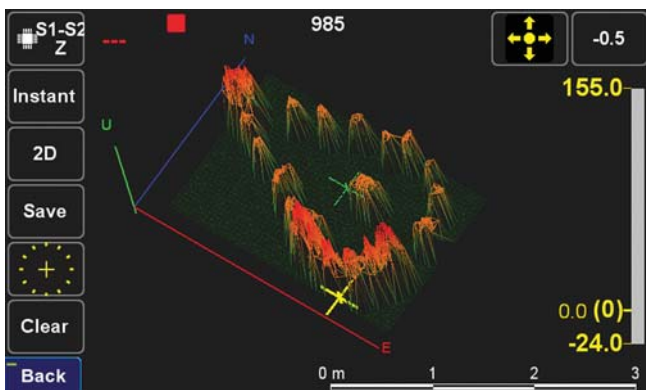 S1-S2
Z
---
985
-0.5
Instant
2D
Save
Clear
Back
N
U
E
155.0
0.0 (0)
-24.0
0 m 1 2 3